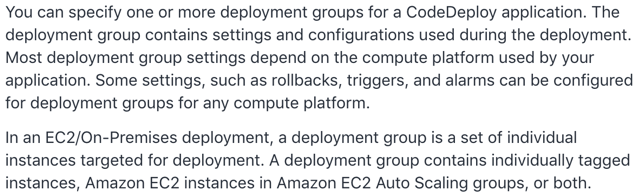 You can specify one or more deployment groups for a CodeDeploy application. The
deployment group contains settings and configurations used during the deployment.
Most deployment group settings depend on the compute platform used by your
application. Some settings, such as rollbacks, triggers, and alarms can be configured
for deployment groups for any compute platform.
In an EC2/On-Premises deployment, a deployment group is a set of individual
instances targeted for deployment. A deployment group contains individually tagged
instances, Amazon EC2 instances in Amazon EC2 Auto Scaling groups, or both.